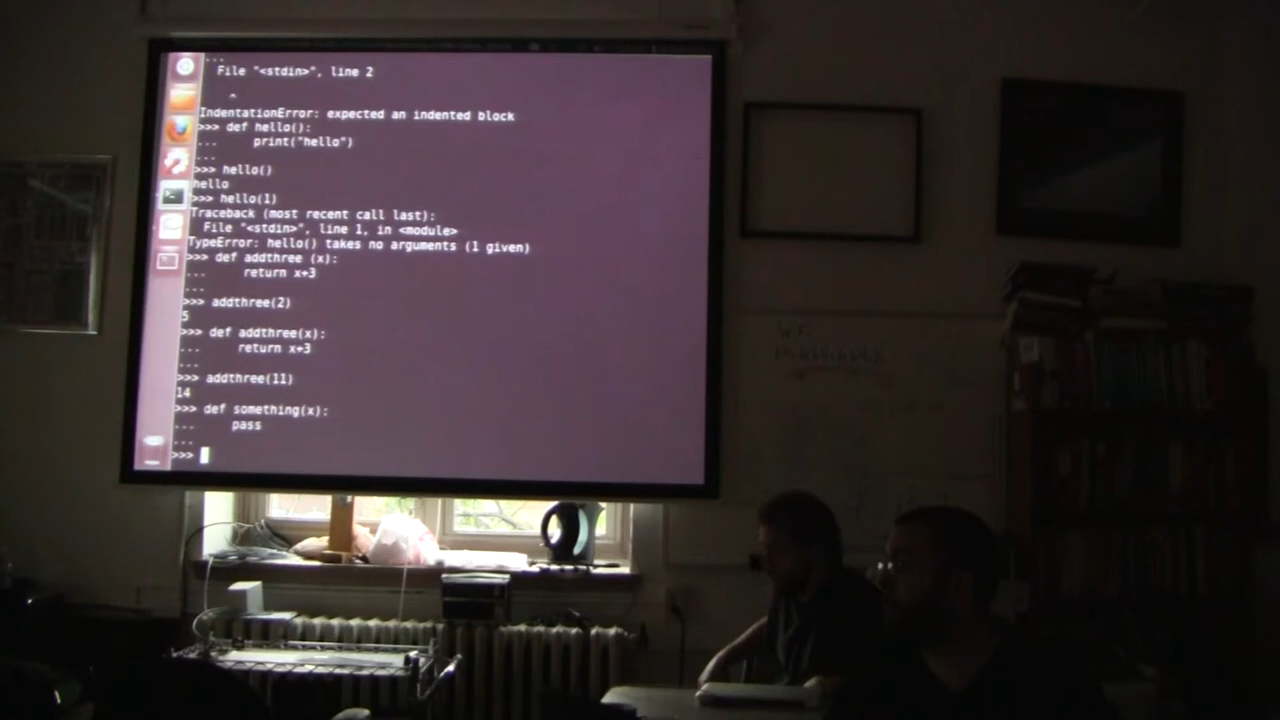 ...
File "<stdin>", line 2
^
IndentationError: expected an indented block
>>> def hello():
... print("hello")
...
>>> hello()
hello
>>> hello(1)
Traceback (most recent call last):
File "<stdin>", line 1, in <module>
TypeError: hello() takes no arguments (1 given)
>>> def addthree (x):
... return x+3
...
>>> addthree(2)
5
>>> def addthree(x):
... return x+3
...
>>> addthree(11)
14
>>> def something(x):
... pass
...
>>>